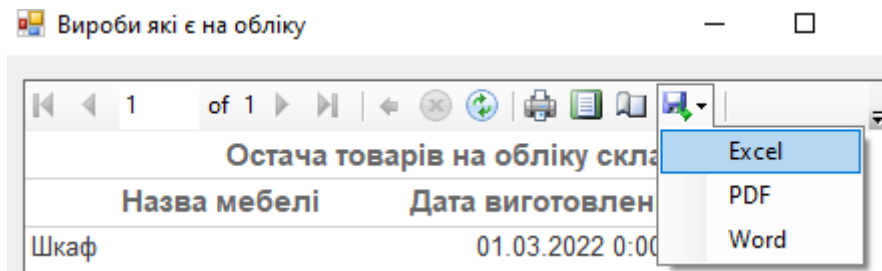 Вироби які є на обліку
1 of 1
Остача товарів на обліку скла
Excel
Назва мебелі Дата виготовлен
PDF
Шкаф 01.03.2022 0:00
Word